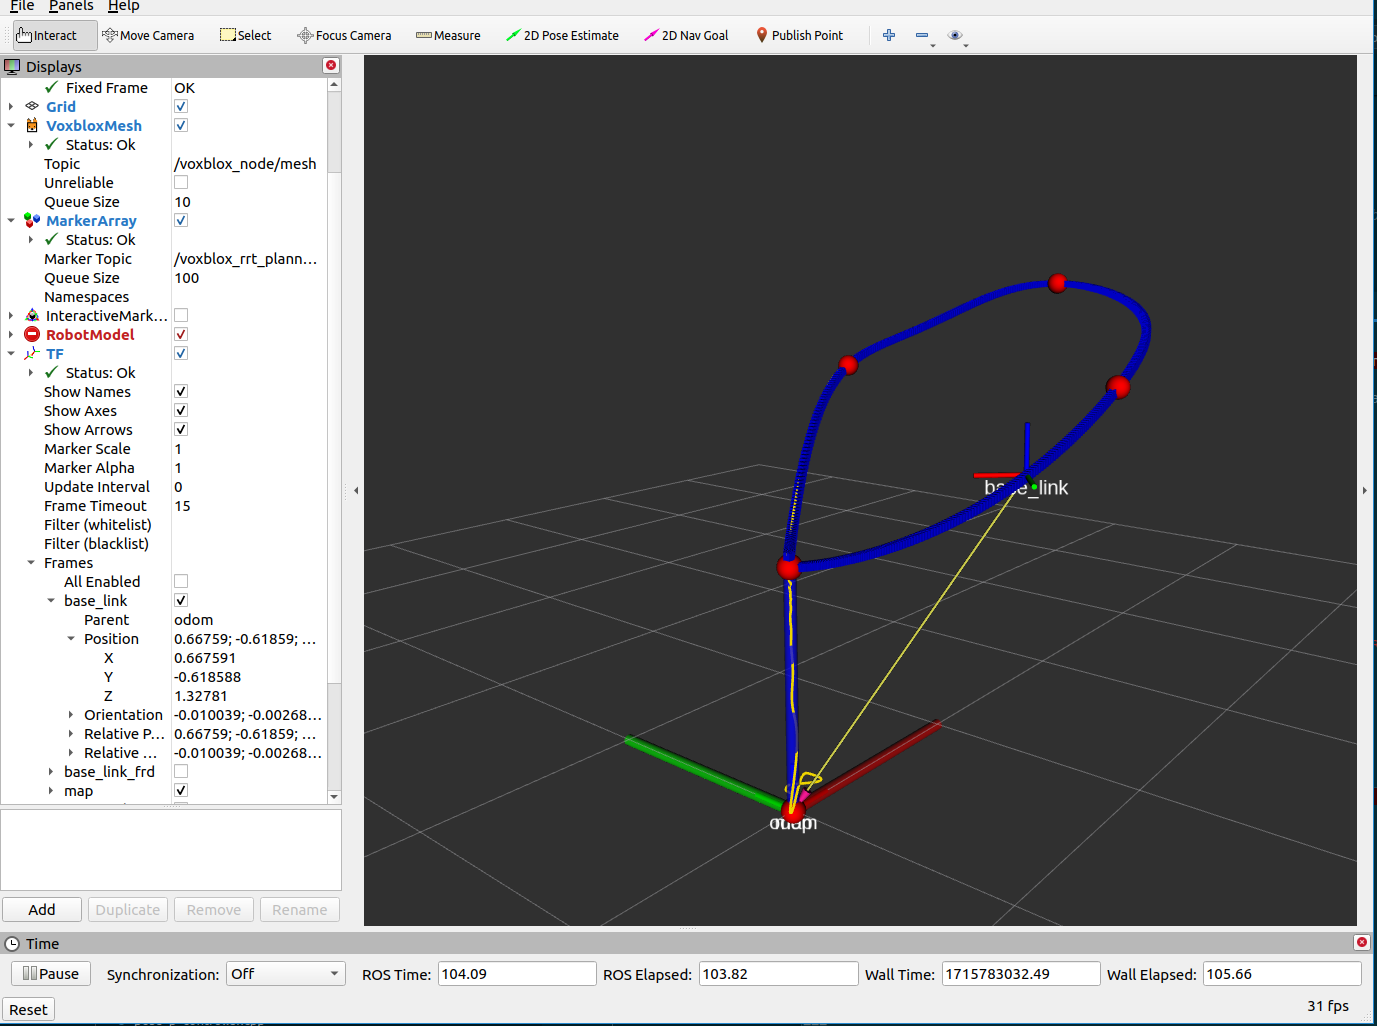 File Panels Help
Interact Move Camera Select Focus Camera Measure 2D Pose Estimate 2D Nav Goal Publish Point
Displays
Fixed Frame OK
Grid
VoxbloxMesh
Status: Ok
Topic /voxblox_node/mesh
Unreliable
Queue Size 10
MarkerArray
Status: Ok
Marker Topic /voxblox_rrt_plann...
Queue Size 100
Namespaces
InteractiveMark...
RobotModel
TF
Status: Ok
Show Names
Show Axes
Show Arrows
Marker Scale 1
Marker Alpha 1
Update Interval 0
Frame Timeout 15
Filter (whitelist)
Filter (blacklist)
Frames
All Enabled
base_link
Parent odom
Position 0.66759; -0.61859; ...
X 0.667591
Y -0.618588
Z 1.32781
Orientation -0.010039; -0.00268...
Relative P... 0.66759; -0.61859; ...
Relative ... -0.010039; -0.00268...
base_link_frd
map
Add Duplicate Remove Rename
base_link
Time
Pause Synchronization: Off ROS Time: 104.09 ROS Elapsed: 103.82 Wall Time: 1715783032.49 Wall Elapsed: 105.66
Reset 31 fps